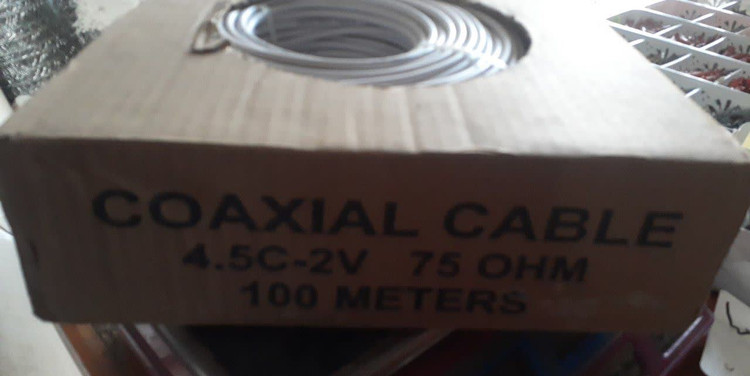 COAXIAL CABLE
4.5C-2V 75 OHM
100 METERS